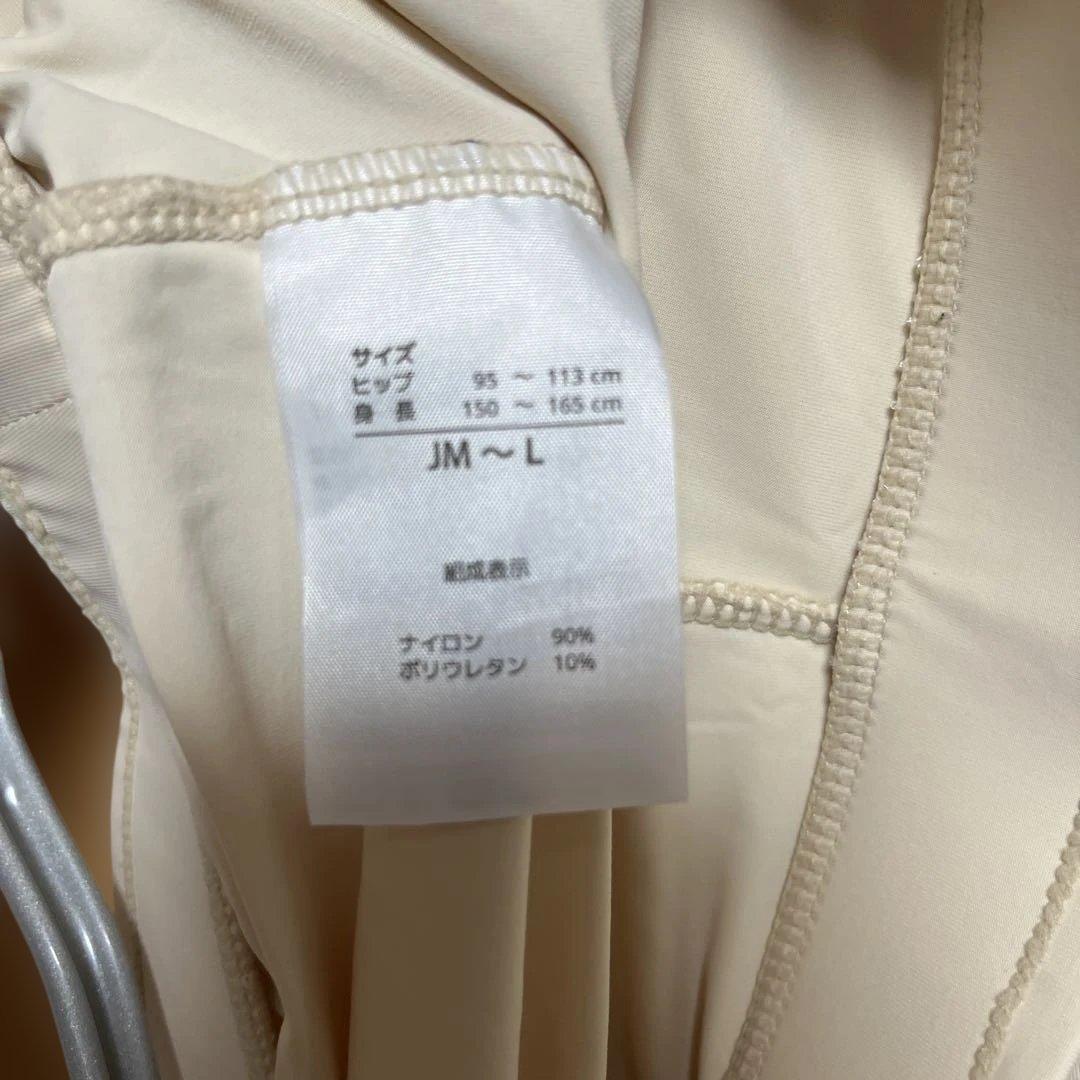 サイズ
ヒップ 95 ～ 113 cm
身 長 150 ～ 165 cm
JM ～ L
組成表示
ナイロン 90%
ポリウレタン 10%